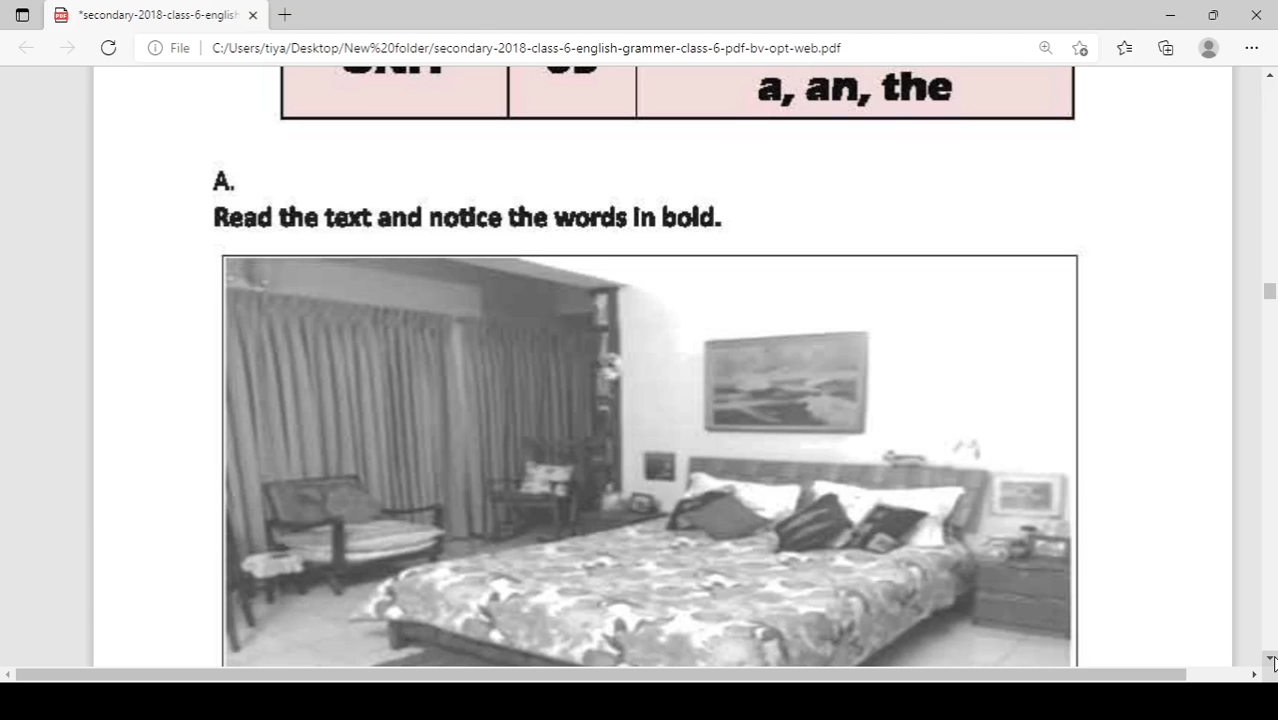 *secondary-2018-class-6-english
File
C:/Users/tiya/Desktop/New%20folder/secondary-2018-class-6-english-grammer-class-6-pdf-bv-opt-web.pdf
a, an, the
A.
Read the text and notice the words in bold.